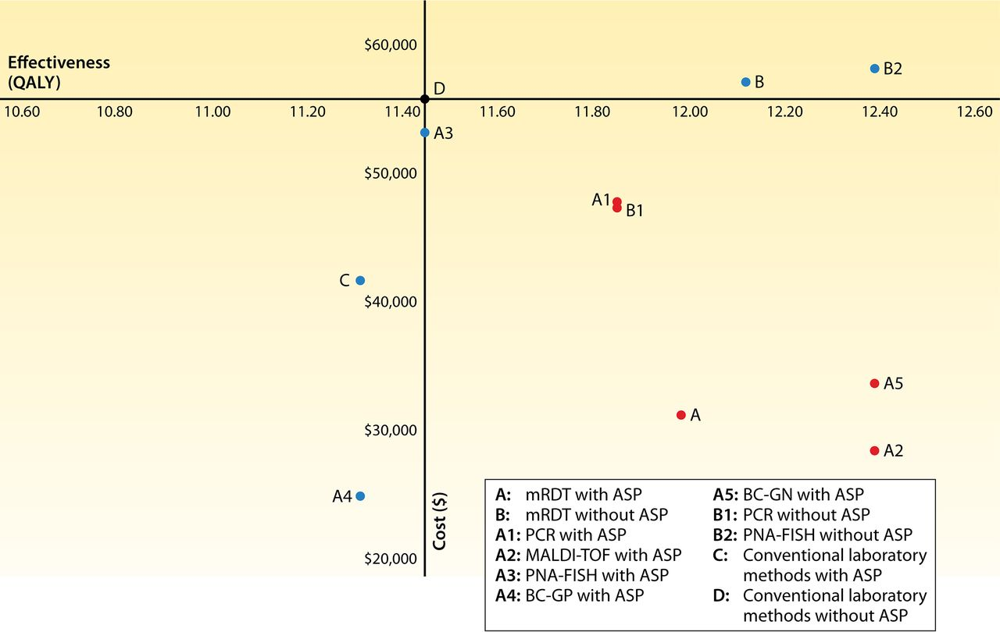 $60,000
Effectiveness
(QALY)
B2
B
D
10.60 10.80 11.00 11.20 11.40 11.60 11.80 12.00 12.20 12.40 12.60
A3
$50,000
A1
B1
C
$40,000
A5
A
$30,000
A2
A4
Cost ($)
$20,000
A: mRDT with ASP
B: mRDT without ASP
A1: PCR with ASP
A2: MALDI-TOF with ASP
A3: PNA-FISH with ASP
A4: BC-GP with ASP
A5: BC-GN with ASP
B1: PCR without ASP
B2: PNA-FISH without ASP
C: Conventional laboratory
methods with ASP
D: Conventional laboratory
methods without ASP